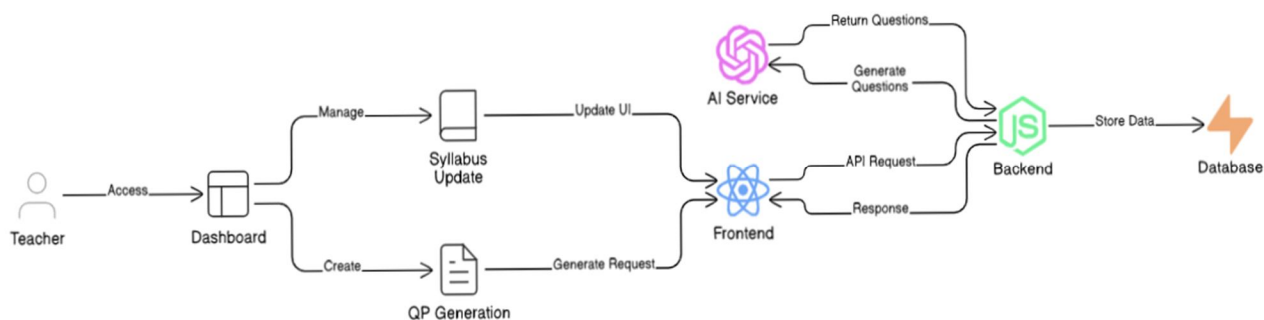 Return Questions
Generate
Questions
AI Service
Manage
Update UI
JS
Store Data
Syllabus
Update
API Request
Backend
Database
Access
Teacher
Dashboard
Frontend
Response
Create
Generate Request
QP Generation